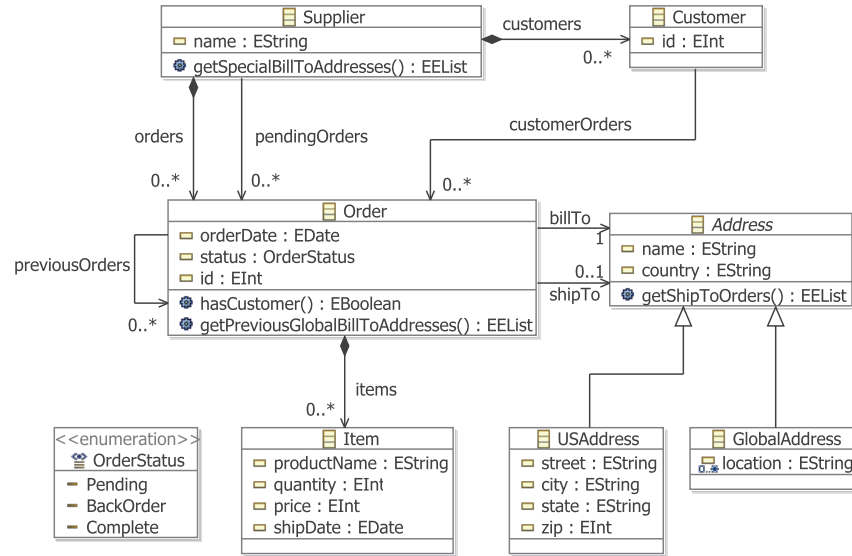 Supplier
name : EString
getSpecialBillToAddresses() : EEList
customers
0..*
Customer
id : EInt
orders
0..*
pendingOrders
0..*
customerOrders
0..*
Order
orderDate : EDate
status : OrderStatus
id : EInt
hasCustomer() : EBoolean
getPreviousGlobalBillToAddresses() : EEList
previousOrders
0..*
billTo
1
0..1
shipTo
Address
name : EString
country : EString
getShipToOrders() : EEList
items
0..*
<<enumeration>>
OrderStatus
Pending
BackOrder
Complete
Item
productName : EString
quantity : EInt
price : EInt
shipDate : EDate
USAddress
street : EString
city : EString
state : EString
zip : EInt
GlobalAddress
0..*
location : EString